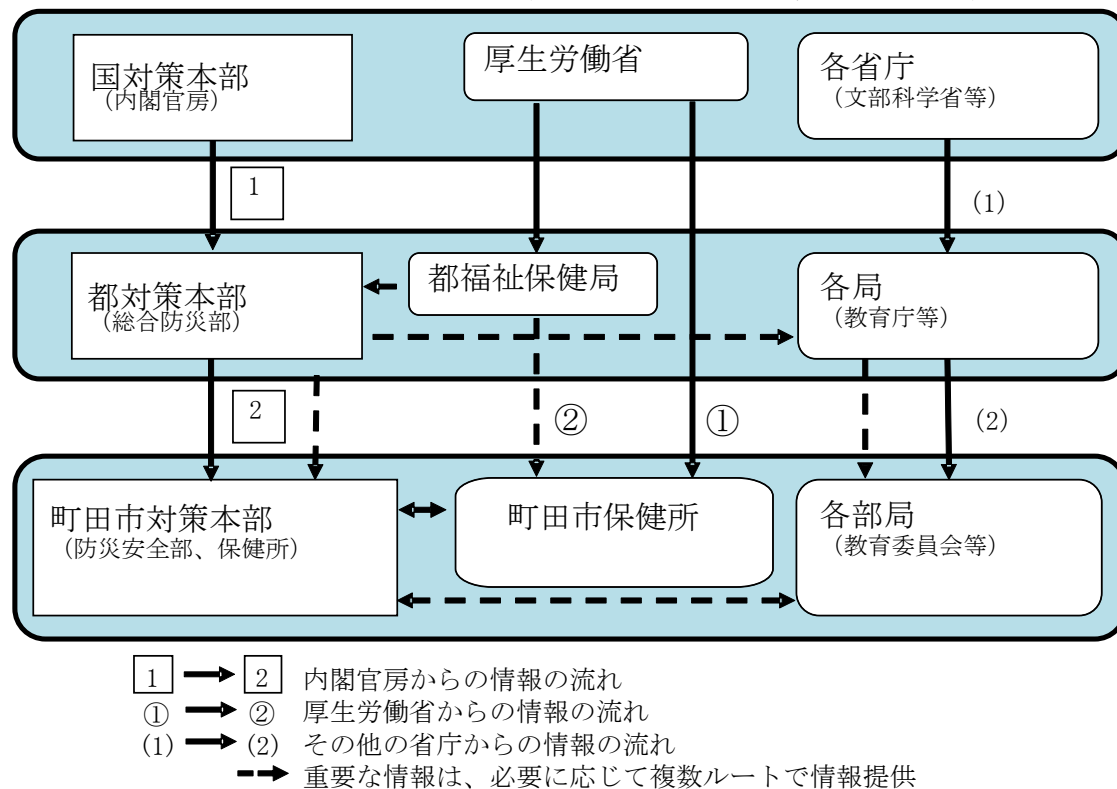 国対策本部
（内閣官房）
厚生労働省
各省庁
（文部科学省等）
1
(1)
都対策本部
（総合防災部）
都福祉保健局
各局
（教育庁等）
2
②
①
(2)
町田市対策本部
（防災安全部、保健所）
町田市保健所
各部局
（教育委員会等）
1 2 内閣官房からの情報の流れ
① ② 厚生労働省からの情報の流れ
(1) (2) その他の省庁からの情報の流れ
重要な情報は、必要に応じて複数ルートで情報提供